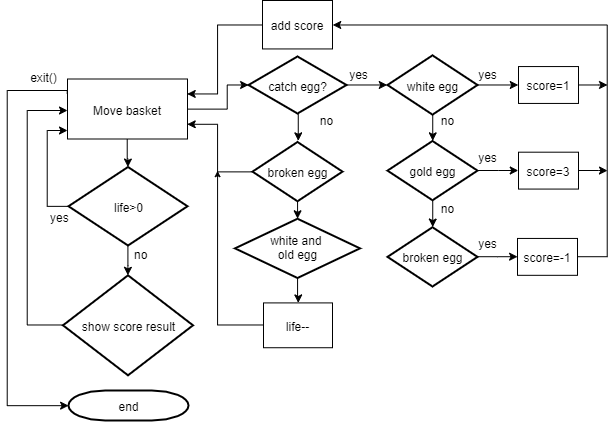 add score
exit()
Move basket
catch egg?
yes
white egg
yes
score=1
no
no
broken egg
gold egg
yes
score=3
life>0
yes
no
no
white and
old egg
broken egg
yes
score=-1
show score result
life--
end